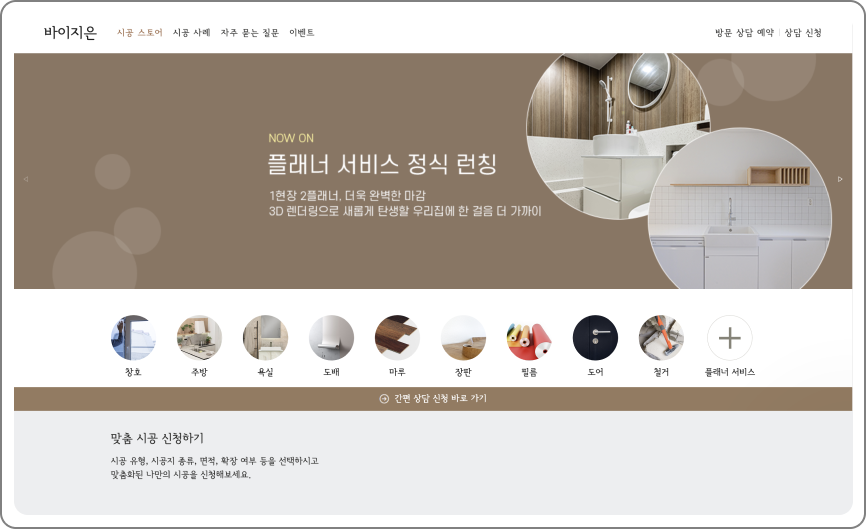 바이지은
시공 스토어 시공 사례 자주 묻는 질문 이벤트
방문 상담 예약 상담 신청
NOW ON
플래너 서비스 정식 런칭
1현장 2플래너, 더욱 완벽한 마감
3D 렌더링으로 새롭게 탄생할 우리집에 한 걸음 더 가까이
창호 주방 욕실 도배 마루 장판 필름 도어 철거 플래너 서비스
간편 상담 신청 바로 가기
맞춤 시공 신청하기
시공 유형, 시공지 종류, 면적, 확장 여부 등을 선택하시고
맞춤화된 나만의 시공을 신청해보세요.